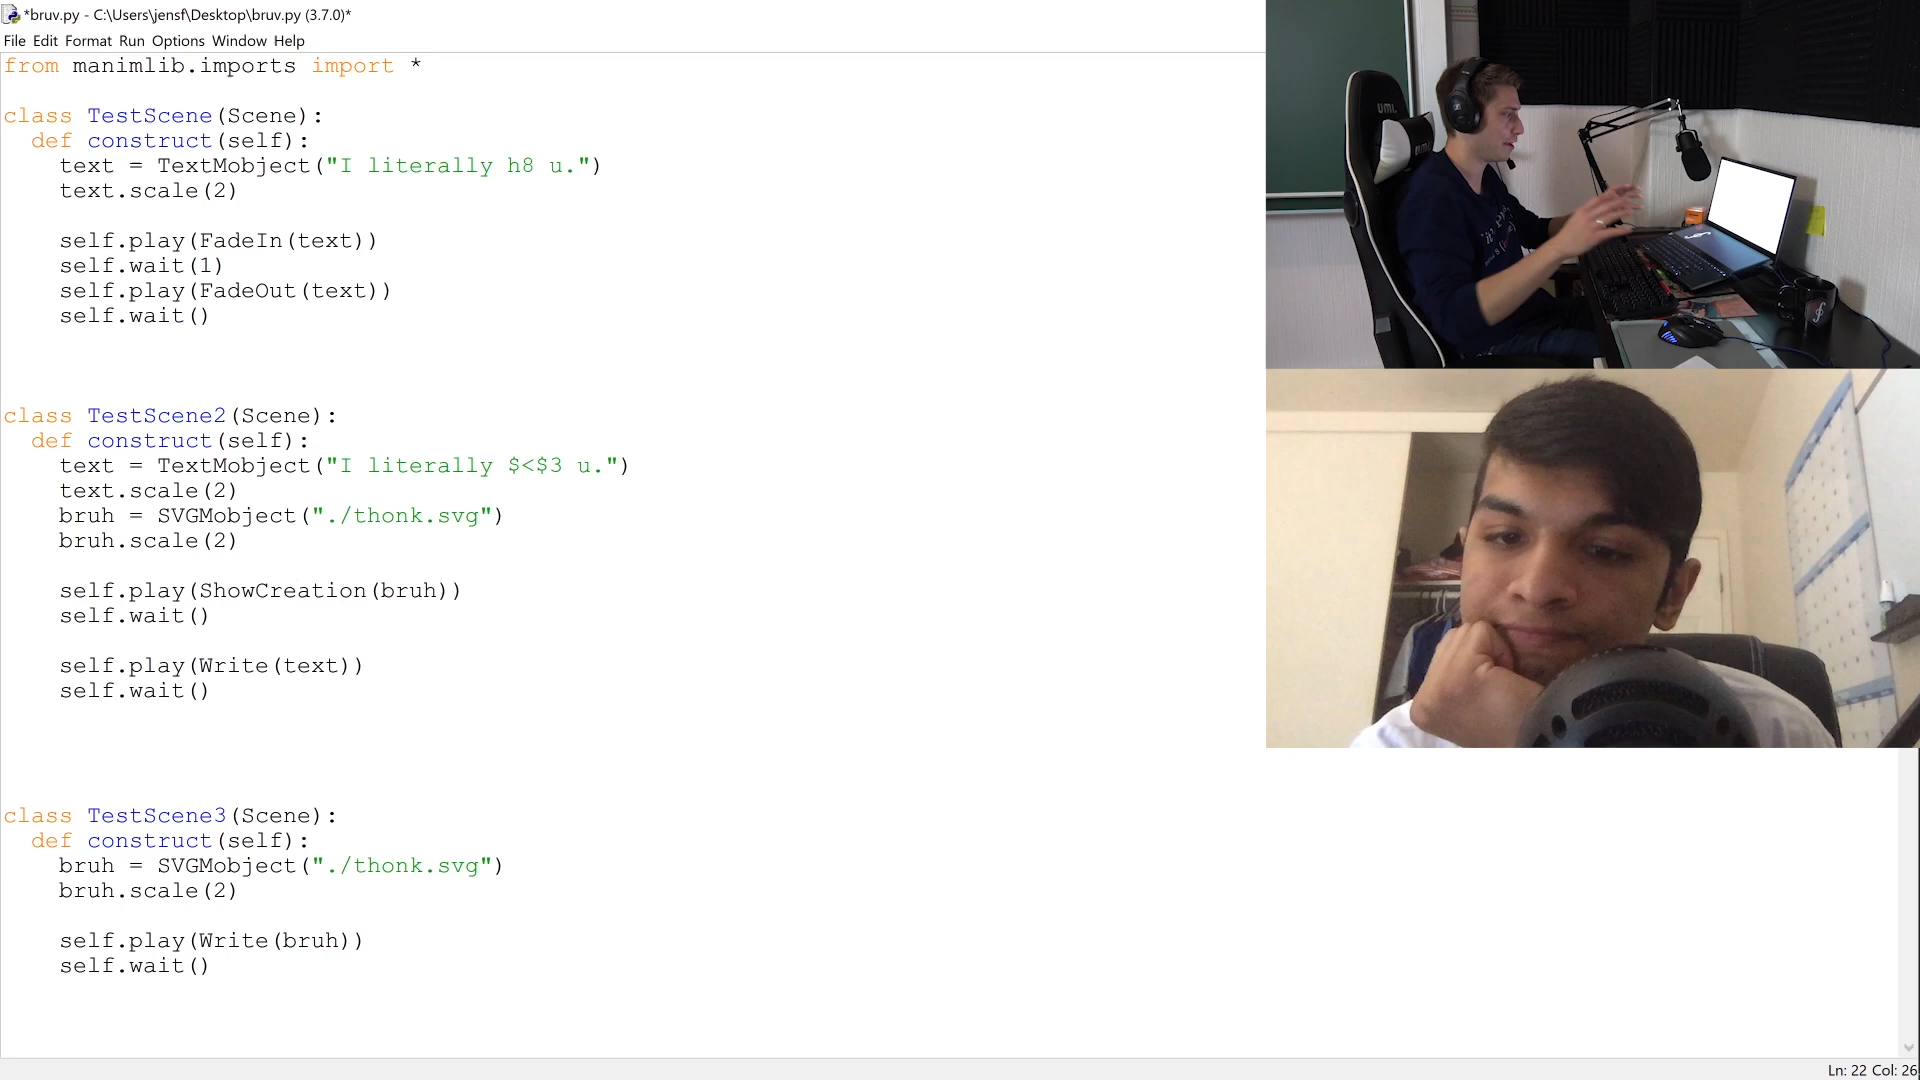 *bruv.py - C:\Users\jensf\Desktop\bruv.py (3.7.0)*
File Edit Format Run Options Window Help
from manimlib.imports import *
class TestScene(Scene):
  def construct(self):
    text = TextMobject("I literally h8 u.")
    text.scale(2)
    self.play(FadeIn(text))
    self.wait(1)
    self.play(FadeOut(text))
    self.wait()
class TestScene2(Scene):
  def construct(self):
    text = TextMobject("I literally $<$3 u.")
    text.scale(2)
    bruh = SVGMobject("./thonk.svg")
    bruh.scale(2)
    self.play(ShowCreation(bruh))
    self.wait()
    self.play(Write(text))
    self.wait()
class TestScene3(Scene):
  def construct(self):
    bruh = SVGMobject("./thonk.svg")
    bruh.scale(2)
    self.play(Write(bruh))
    self.wait()
Ln: 22 Col: 26